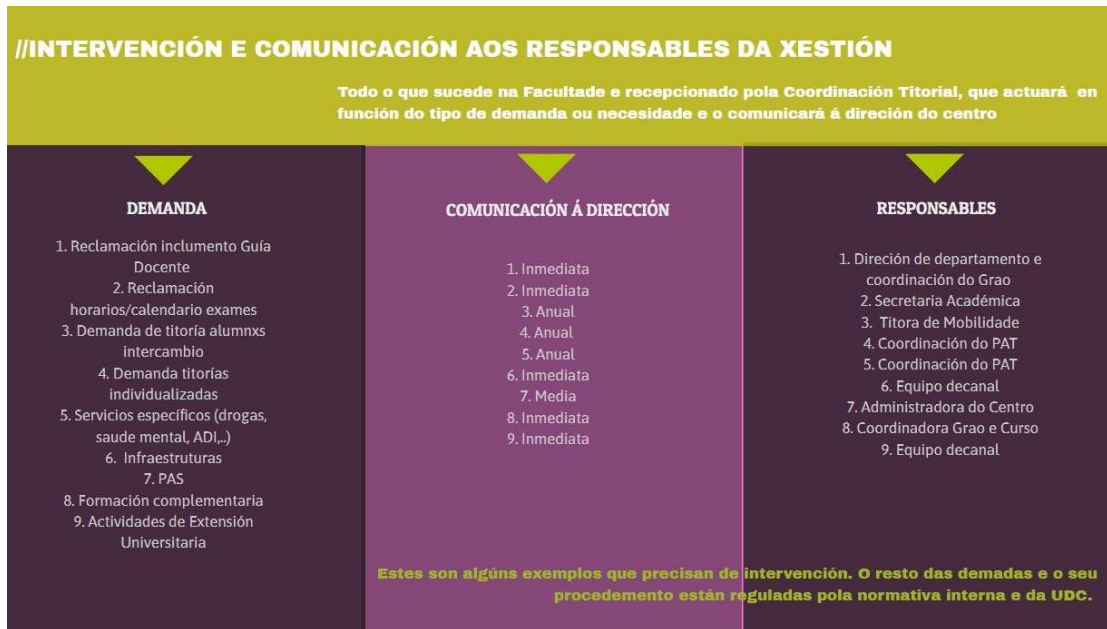 //INTERVENCIÓN E COMUNICACIÓN AOS RESPONSABLES DA XESTIÓN
Todo o que sucede na Facultade e recepcionado pola Coordinación Titorial, que actuará en
función do tipo de demanda ou necesidade e o comunicará á direción do centro
DEMANDA
1. Reclamación inclumento Guía
Docente
2. Reclamación
horarios/calendario exames
3. Demanda de titoría alumnxs
intercambio
4. Demanda titorías
individualizadas
5. Servicios específicos (drogas,
saude mental, ADI,..)
6. Infraestruturas
7. PAS
8. Formación complementaria
9. Actividades de Extensión
Universitaria
COMUNICACIÓN Á DIRECCIÓN
1. Inmediata
2. Inmediata
3. Anual
4. Anual
5. Anual
6. Inmediata
7. Media
8. Inmediata
9. Inmediata
RESPONSABLES
1. Direción de departamento e
coordinación do Grao
2. Secretaria Académica
3. Titora de Mobilidade
4. Coordinación do PAT
5. Coordinación do PAT
6. Equipo decanal
7. Administradora do Centro
8. Coordinadora Grao e Curso
9. Equipo decanal
Estes son algúns exemplos que precisan de intervención. O resto das demadas e o seu
procedemento están reguladas pola normativa interna e da UDC.